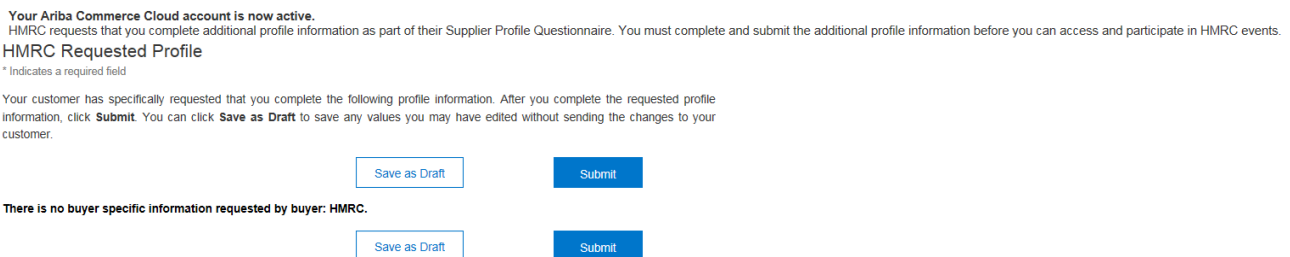 Your Ariba Commerce Cloud account is now active.
HMRC requests that you complete additional profile information as part of their Supplier Profile Questionnaire. You must complete and submit the additional profile information before you can access and participate in HMRC events.
HMRC Requested Profile
* Indicates a required field
Your customer has specifically requested that you complete the following profile information. After you complete the requested profile
information, click Submit. You can click Save as Draft to save any values you may have edited without sending the changes to your
customer.
Save as Draft Submit
There is no buyer specific information requested by buyer: HMRC.
Save as Draft Submit